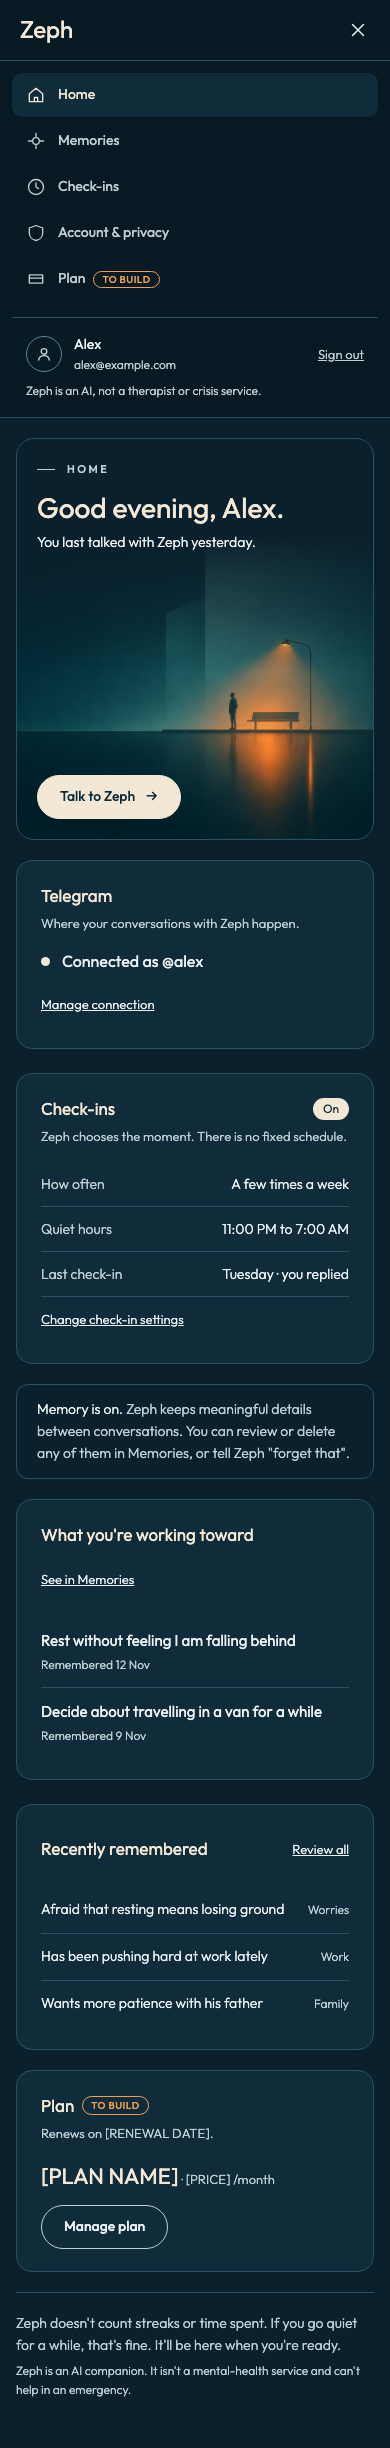 Zeph
Home
Memories
Check-ins
Account & privacy
Plan TO BUILD
Alex
alex@example.com
Sign out
Zeph is an AI, not a therapist or crisis service.
HOME
Good evening, Alex.
You last talked with Zeph yesterday.
Talk to Zeph →
Telegram
Where your conversations with Zeph happen.
Connected as @alex
Manage connection
Check-ins On
Zeph chooses the moment. There is no fixed schedule.
How often A few times a week
Quiet hours 11:00 PM to 7:00 AM
Last check-in Tuesday · you replied
Change check-in settings
Memory is on. Zeph keeps meaningful details
between conversations. You can review or delete
any of them in Memories, or tell Zeph "forget that".
What you're working toward
See in Memories
Rest without feeling I am falling behind
Remembered 12 Nov
Decide about travelling in a van for a while
Remembered 9 Nov
Recently remembered Review all
Afraid that resting means losing ground Worries
Has been pushing hard at work lately Work
Wants more patience with his father Family
Plan TO BUILD
Renews on [RENEWAL DATE].
[PLAN NAME] · [PRICE] /month
Manage plan
Zeph doesn't count streaks or time spent. If you go quiet
for a while, that's fine. It'll be here when you're ready.
Zeph is an AI companion. It isn't a mental-health service and can't
help in an emergency.